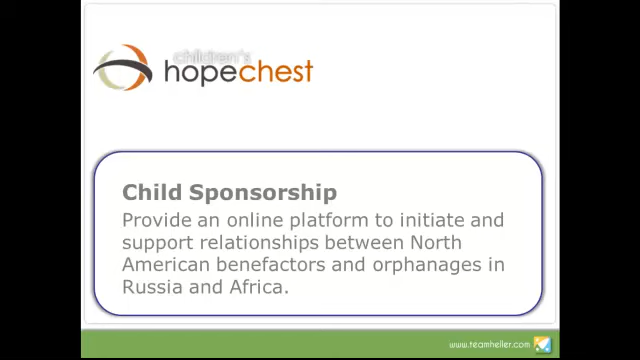 children's
hopechest
Child Sponsorship
Provide an online platform to initiate and
support relationships between North
American benefactors and orphanages in
Russia and Africa.
www.teamheller.com